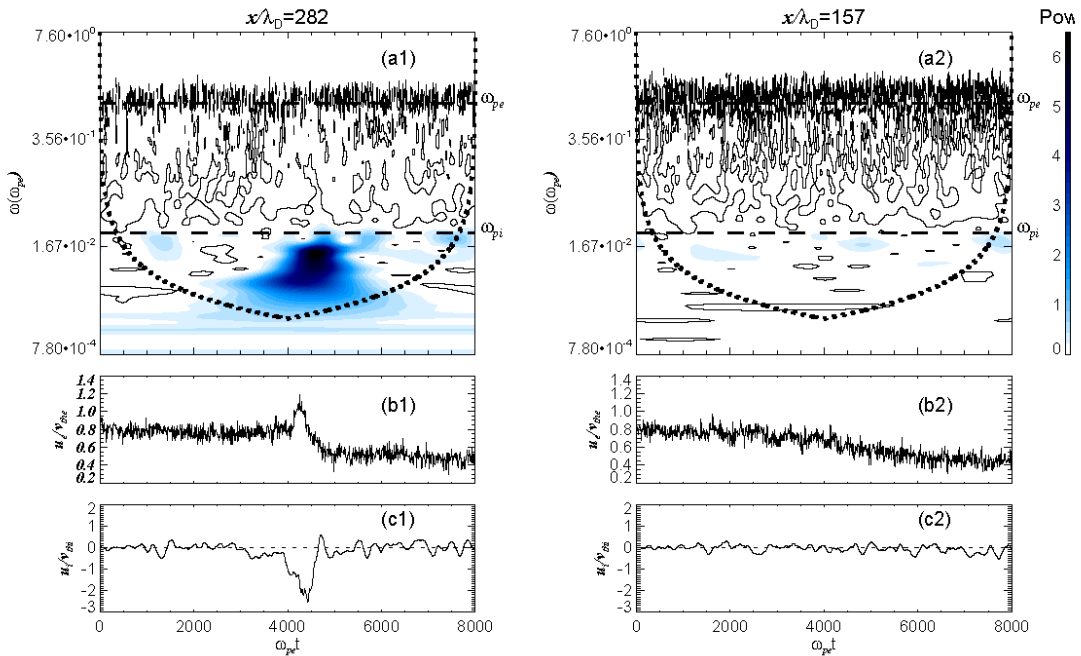 x/λD=282
x/λD=157
Pow
7.60•10⁰
3.56•10⁻¹
1.67•10⁻²
7.80•10⁻⁴
ω(ωpe)
(a1)
ωpe
ωpi
7.60•10⁰
3.56•10⁻¹
1.67•10⁻²
7.80•10⁻⁴
ω(ωpe)
(a2)
ωpe
ωpi
6
5
4
3
2
1
0
1.4
1.2
1.0
0.8
0.6
0.4
0.2
ue/vthe
(b1)
1.4
1.2
1.0
0.8
0.6
0.4
0.2
ue/vthe
(b2)
2
1
0
-1
-2
-3
ui/vthi
(c1)
0 2000 4000 6000 8000
ωpet
2
1
0
-1
-2
-3
ui/vthi
(c2)
0 2000 4000 6000 8000
ωpet